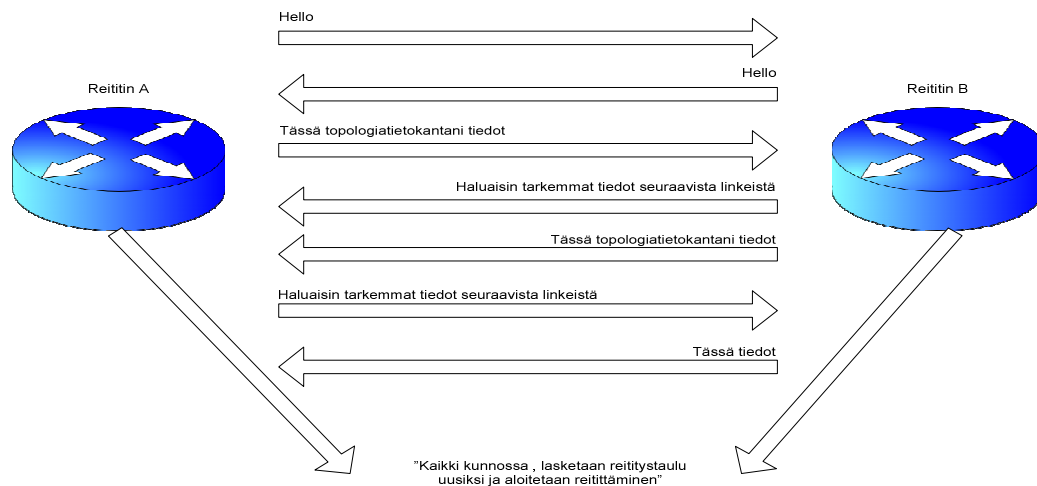 Hello
Hello
Reititin A
Reititin B
Tässä topologiatietokantani tiedot
Haluaisin tarkemmat tiedot seuraavista linkeistä
Tässä topologiatietokantani tiedot
Haluaisin tarkemmat tiedot seuraavista linkeistä
Tässä tiedot
”Kaikki kunnossa , lasketaan reititystaulu
uusiksi ja aloitetaan reitittäminen”